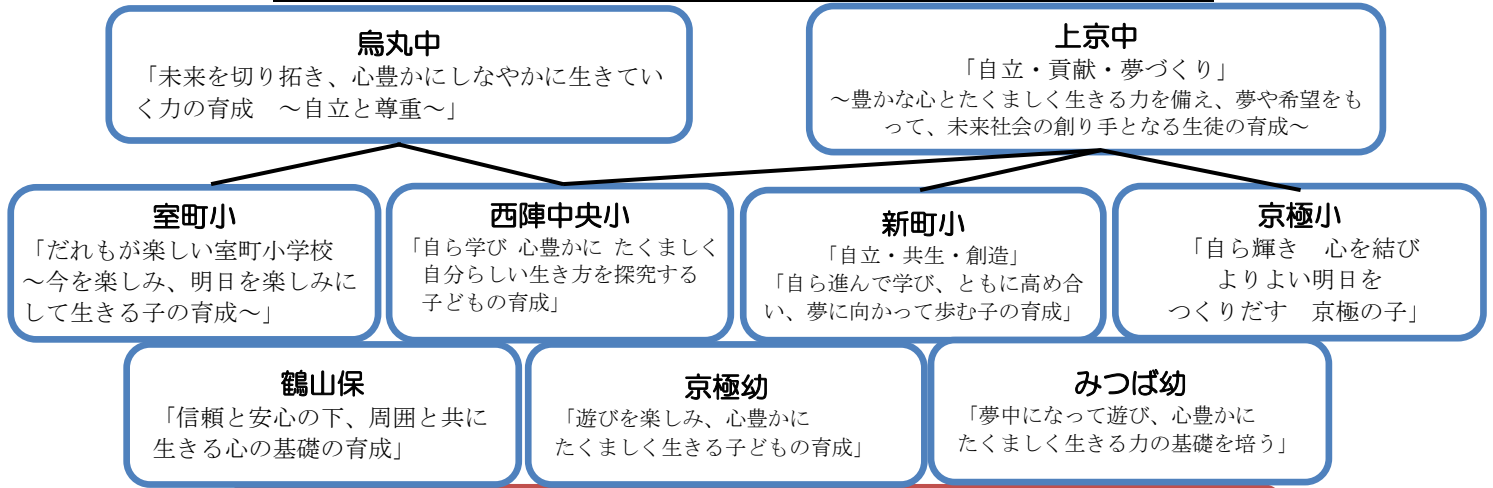 烏丸中
「未来を切り拓き、心豊かにしなやかに生きてい
く力の育成　～自立と尊重～」
上京中
「自立・貢献・夢づくり」
～豊かな心とたくましく生きる力を備え、夢や希望をも
って、未来社会の創り手となる生徒の育成～
室町小
「だれもが楽しい室町小学校
～今を楽しみ、明日を楽しみに
して生きる子の育成～」
西陣中央小
「自ら学び 心豊かに たくましく
自分らしい生き方を探究する
子どもの育成」
新町小
「自立・共生・創造」
「自ら進んで学び、ともに高め合
い、夢に向かって歩む子の育成」
京極小
「自ら輝き　心を結び
よりよい明日を
つくりだす　京極の子」
鶴山保
「信頼と安心の下、周囲と共に
生きる心の基礎の育成」
京極幼
「遊びを楽しみ、心豊かに
たくましく生きる子どもの育成」
みつば幼
「夢中になって遊び、心豊かに
たくましく生きる力の基礎を培う」